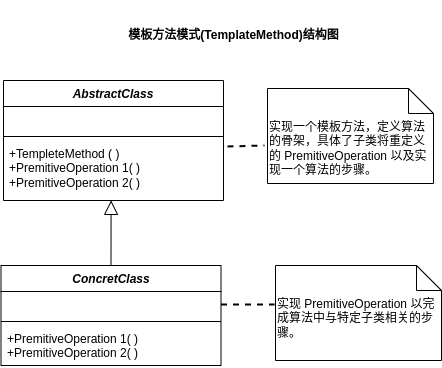 模板方法模式(TemplateMethod)结构图
AbstractClass
+TempleteMethod ( )
+PremitiveOperation 1( )
+PremitiveOperation 2( )
实现一个模板方法，定义算法
的骨架，具体了子类将重定义
的 PremitiveOperation 以及实
现一个算法的步骤。
ConcretClass
+PremitiveOperation 1( )
+PremitiveOperation 2( )
实现 PremitiveOperation 以完
成算法中与特定子类相关的步
骤。